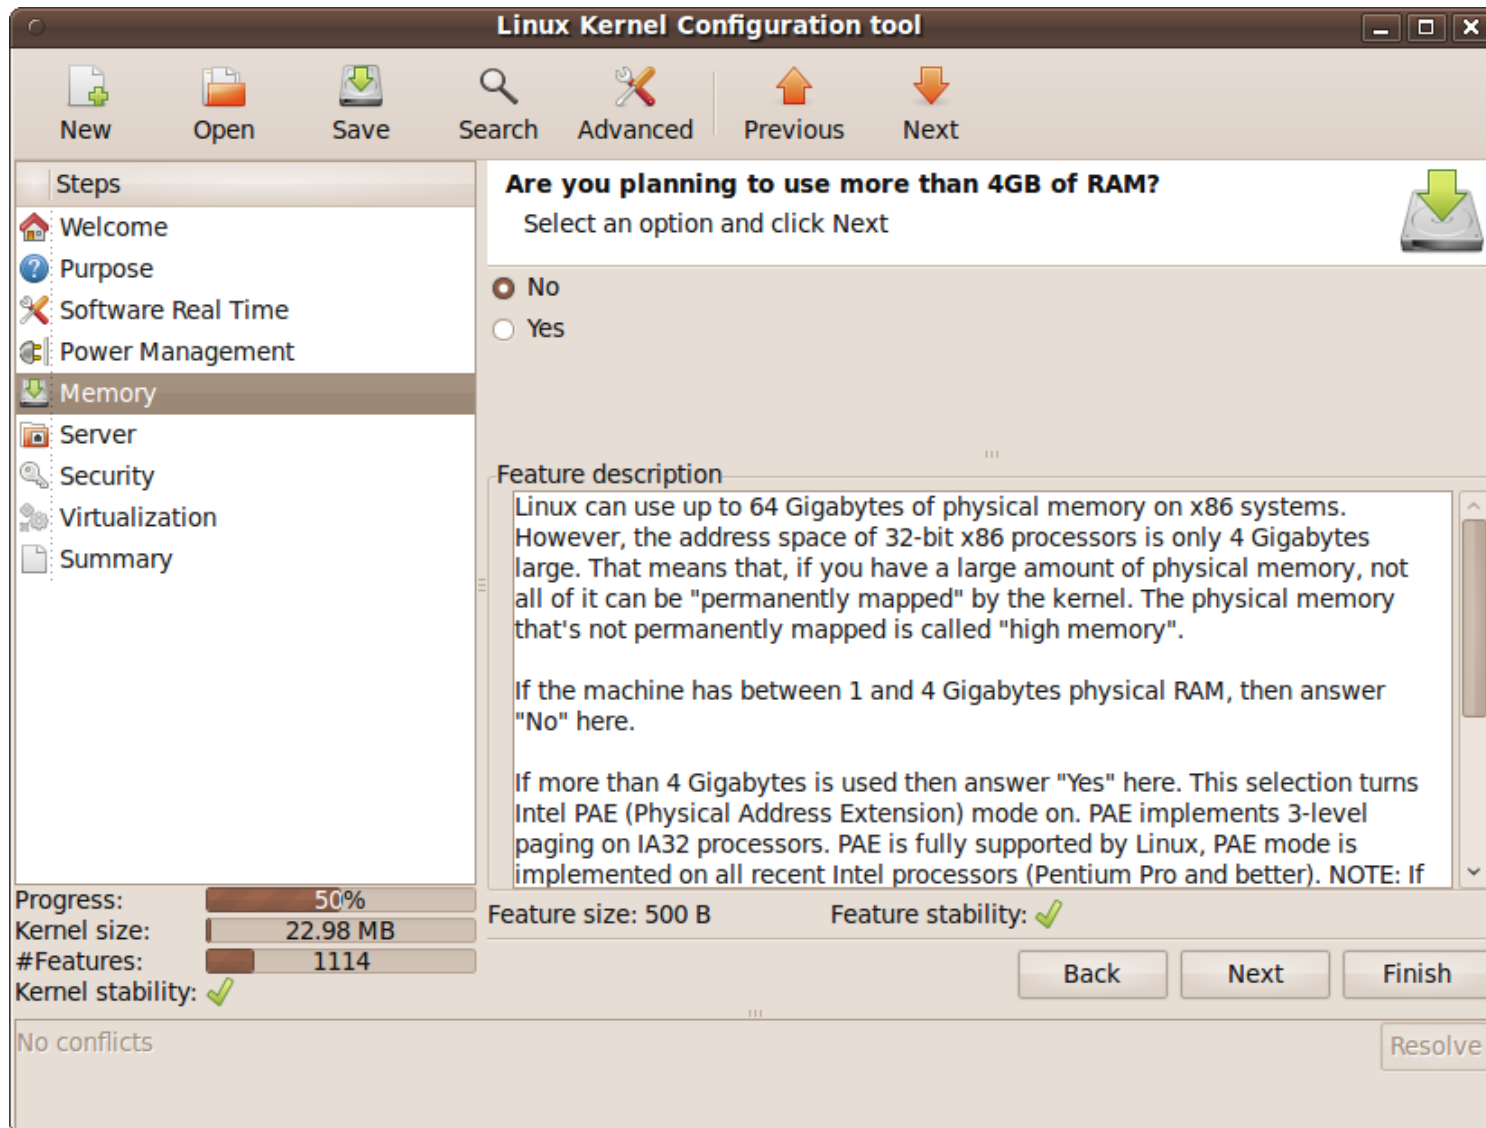 Linux Kernel Configuration tool
New Open Save Search Advanced Previous Next
Steps
Welcome
Purpose
Software Real Time
Power Management
Memory
Server
Security
Virtualization
Summary
Are you planning to use more than 4GB of RAM?
Select an option and click Next
No
Yes
Feature description
Linux can use up to 64 Gigabytes of physical memory on x86 systems.
However, the address space of 32-bit x86 processors is only 4 Gigabytes
large. That means that, if you have a large amount of physical memory, not
all of it can be "permanently mapped" by the kernel. The physical memory
that's not permanently mapped is called "high memory".
If the machine has between 1 and 4 Gigabytes physical RAM, then answer
"No" here.
If more than 4 Gigabytes is used then answer "Yes" here. This selection turns
Intel PAE (Physical Address Extension) mode on. PAE implements 3-level
paging on IA32 processors. PAE is fully supported by Linux, PAE mode is
implemented on all recent Intel processors (Pentium Pro and better). NOTE: If
Feature size: 500 B Feature stability:
Progress: 50%
Kernel size: 22.98 MB
#Features: 1114
Kernel stability:
Back Next Finish
No conflicts
Resolve